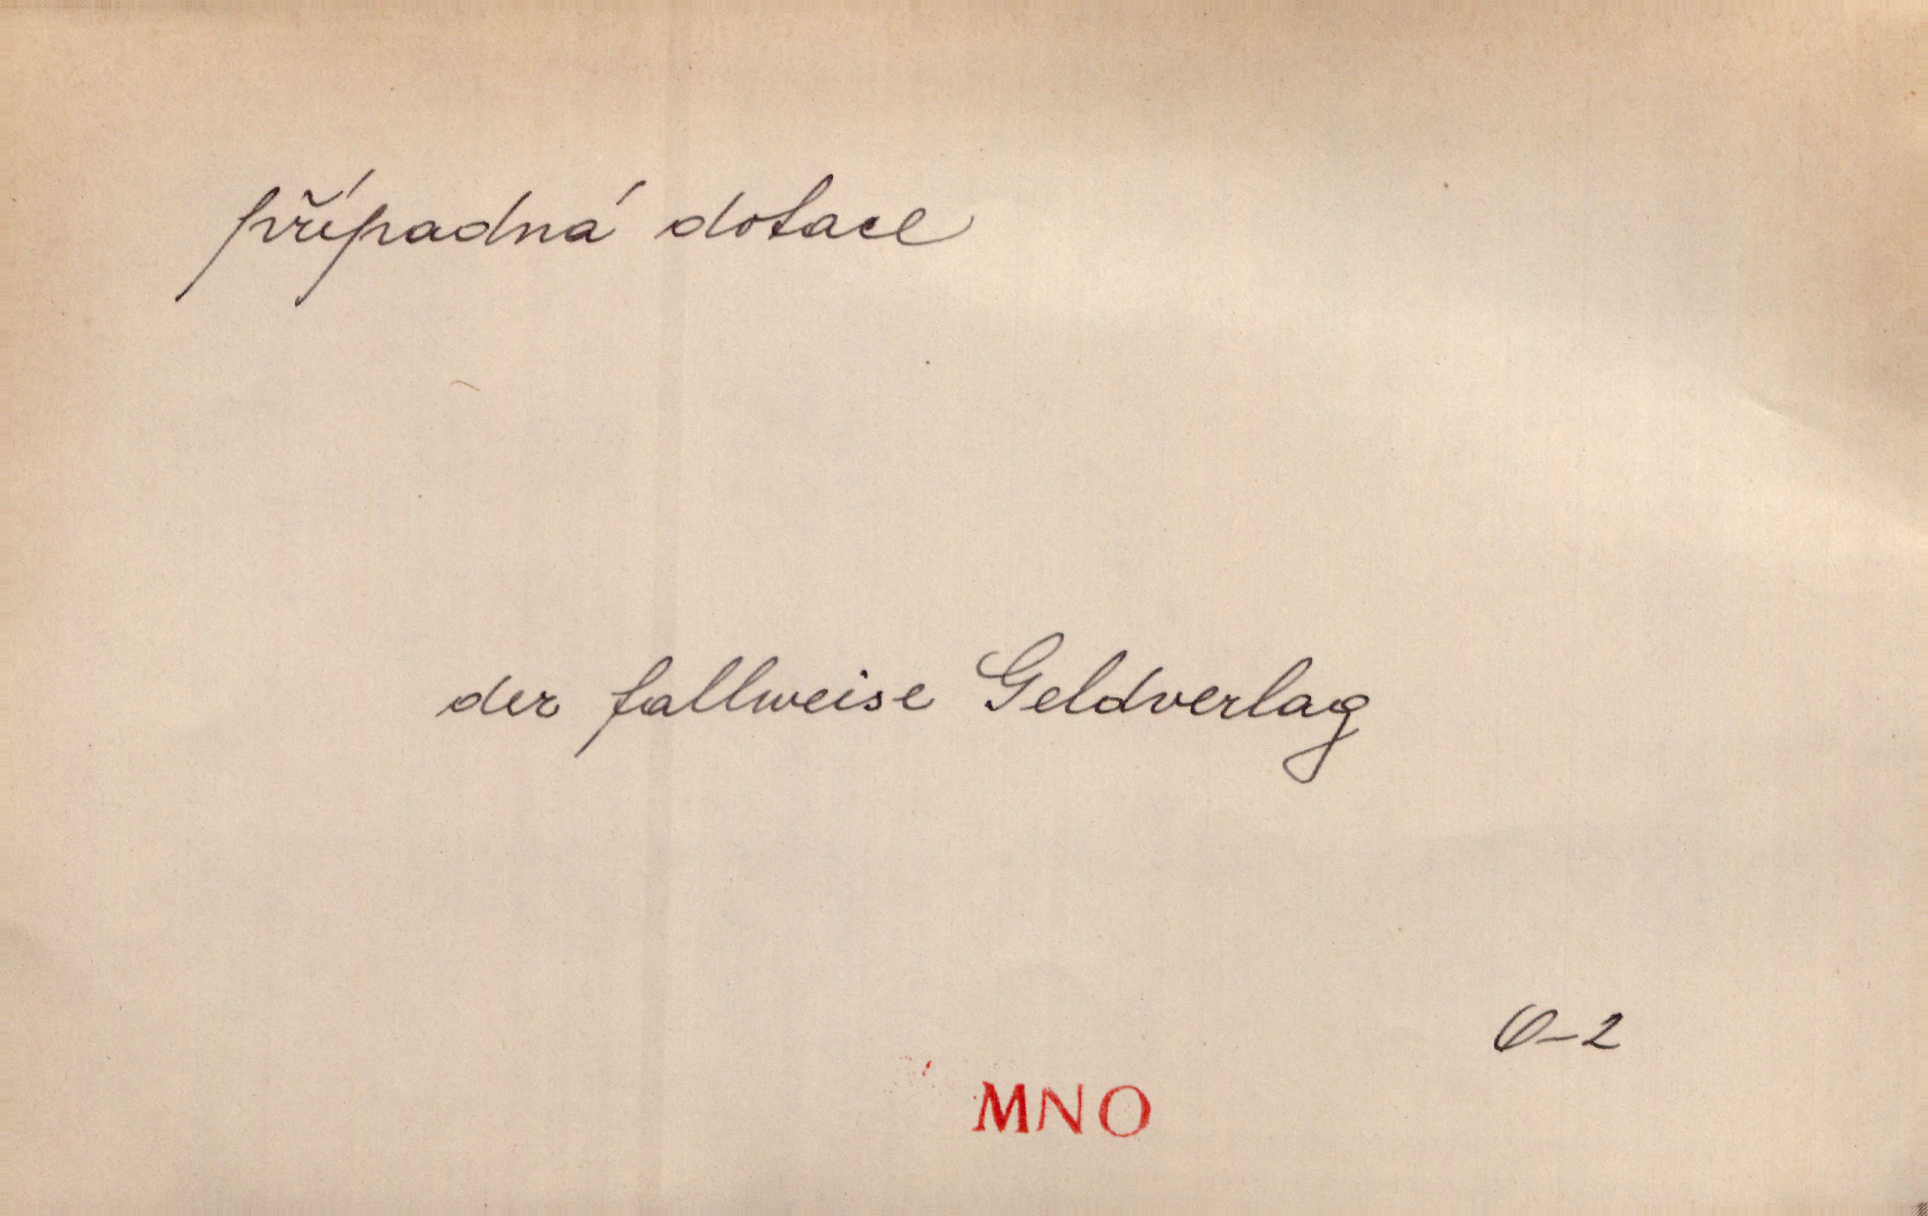 případná dotace
der fallweise Geldverlag
O-2
MNO